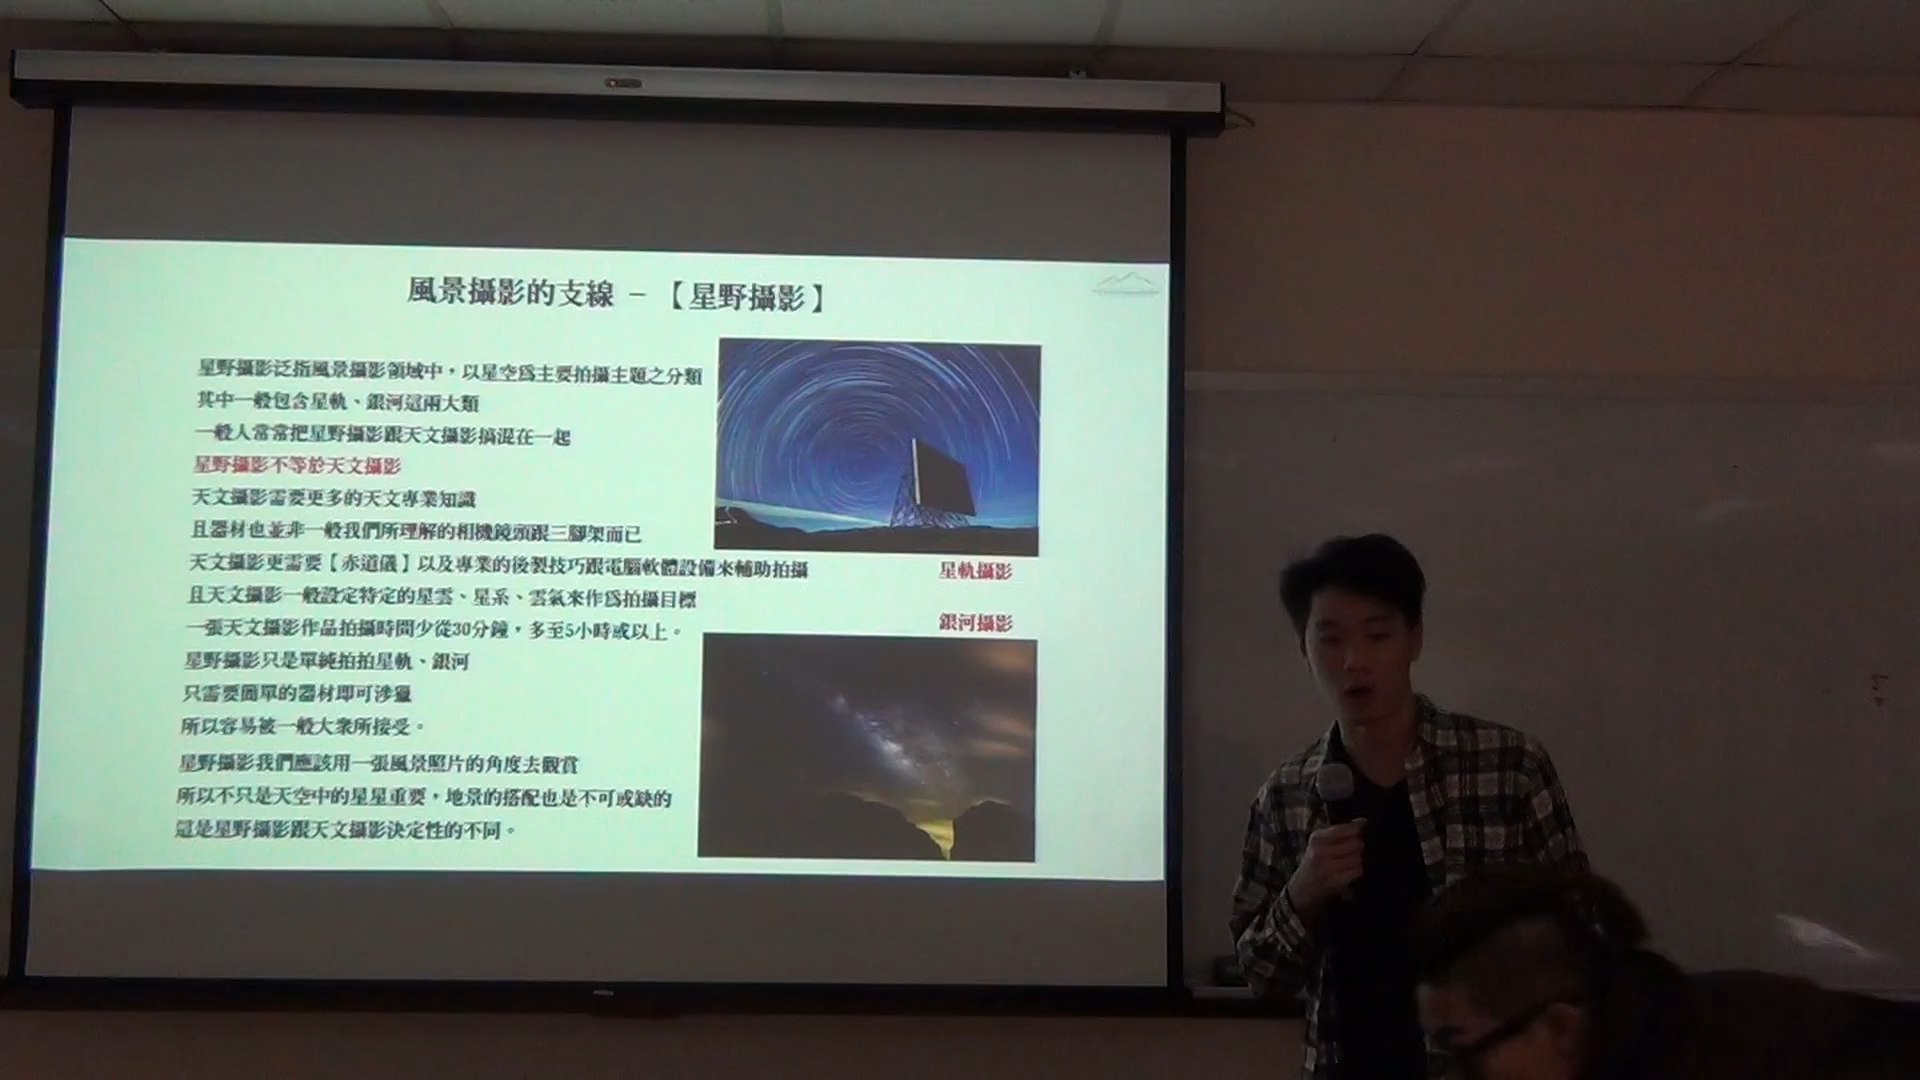 風景攝影的支線 - 【星野攝影】
星野攝影泛指風景攝影領域中，以星空為主要拍攝主題之分類
其中一般包含星軌、銀河這兩大類
一般人常常把星野攝影跟天文攝影搞混在一起
星野攝影不等於天文攝影
天文攝影需要更多的天文專業知識
且器材也並非一般我們所理解的相機鏡頭跟三腳架而已
天文攝影更需要【赤道儀】以及專業的後製技巧跟電腦軟體設備來輔助拍攝
且天文攝影一般設定特定的星雲、星系、雲氣來作為拍攝目標
一張天文攝影作品拍攝時間少從30分鐘，多至5小時或以上。
星野攝影只是單純拍拍星軌、銀河
只需要簡單的器材即可涉獵
所以容易被一般大眾所接受。
星野攝影我們應該用一張風景照片的角度去觀賞
所以不只是天空中的星星重要，地景的搭配也是不可或缺的
這是星野攝影跟天文攝影決定性的不同。
星軌攝影
銀河攝影